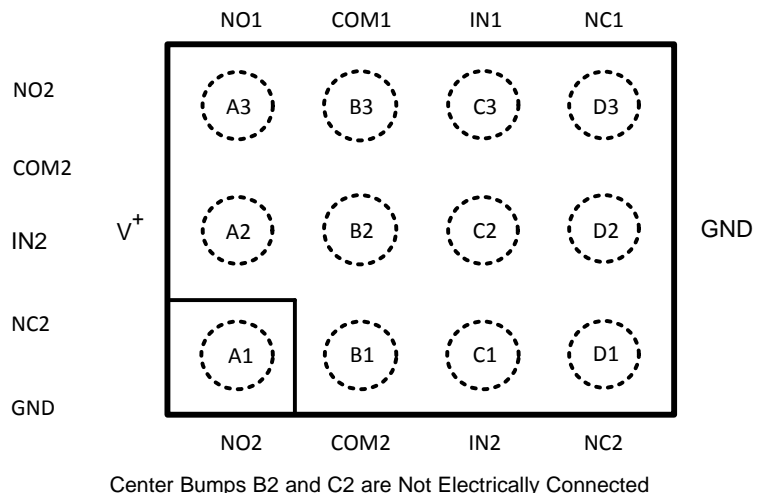 NO1 COM1 IN1 NC1
NO2 A3 B3 C3 D3
COM2
V+ A2 B2 C2 D2 GND
IN2
NC2
A1 B1 C1 D1
GND
NO2 COM2 IN2 NC2
Center Bumps B2 and C2 are Not Electrically Connected